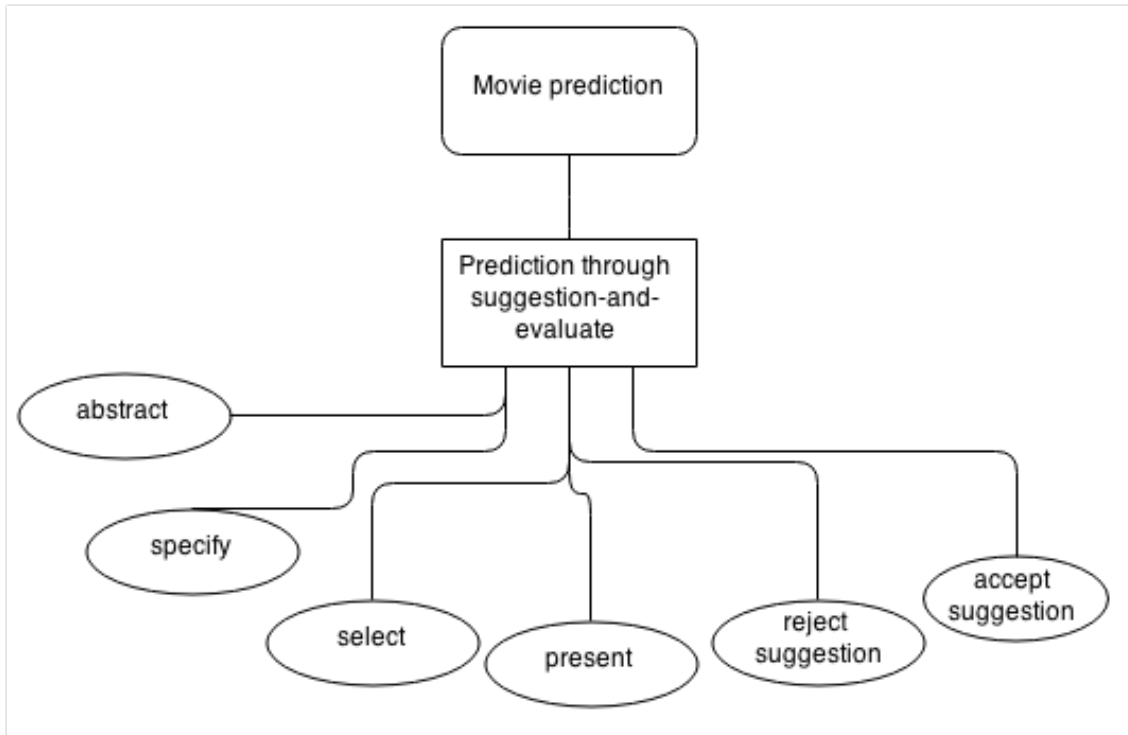 Movie prediction
Prediction through
suggestion-and-
evaluate
abstract
specify
select
present
reject
suggestion
accept
suggestion